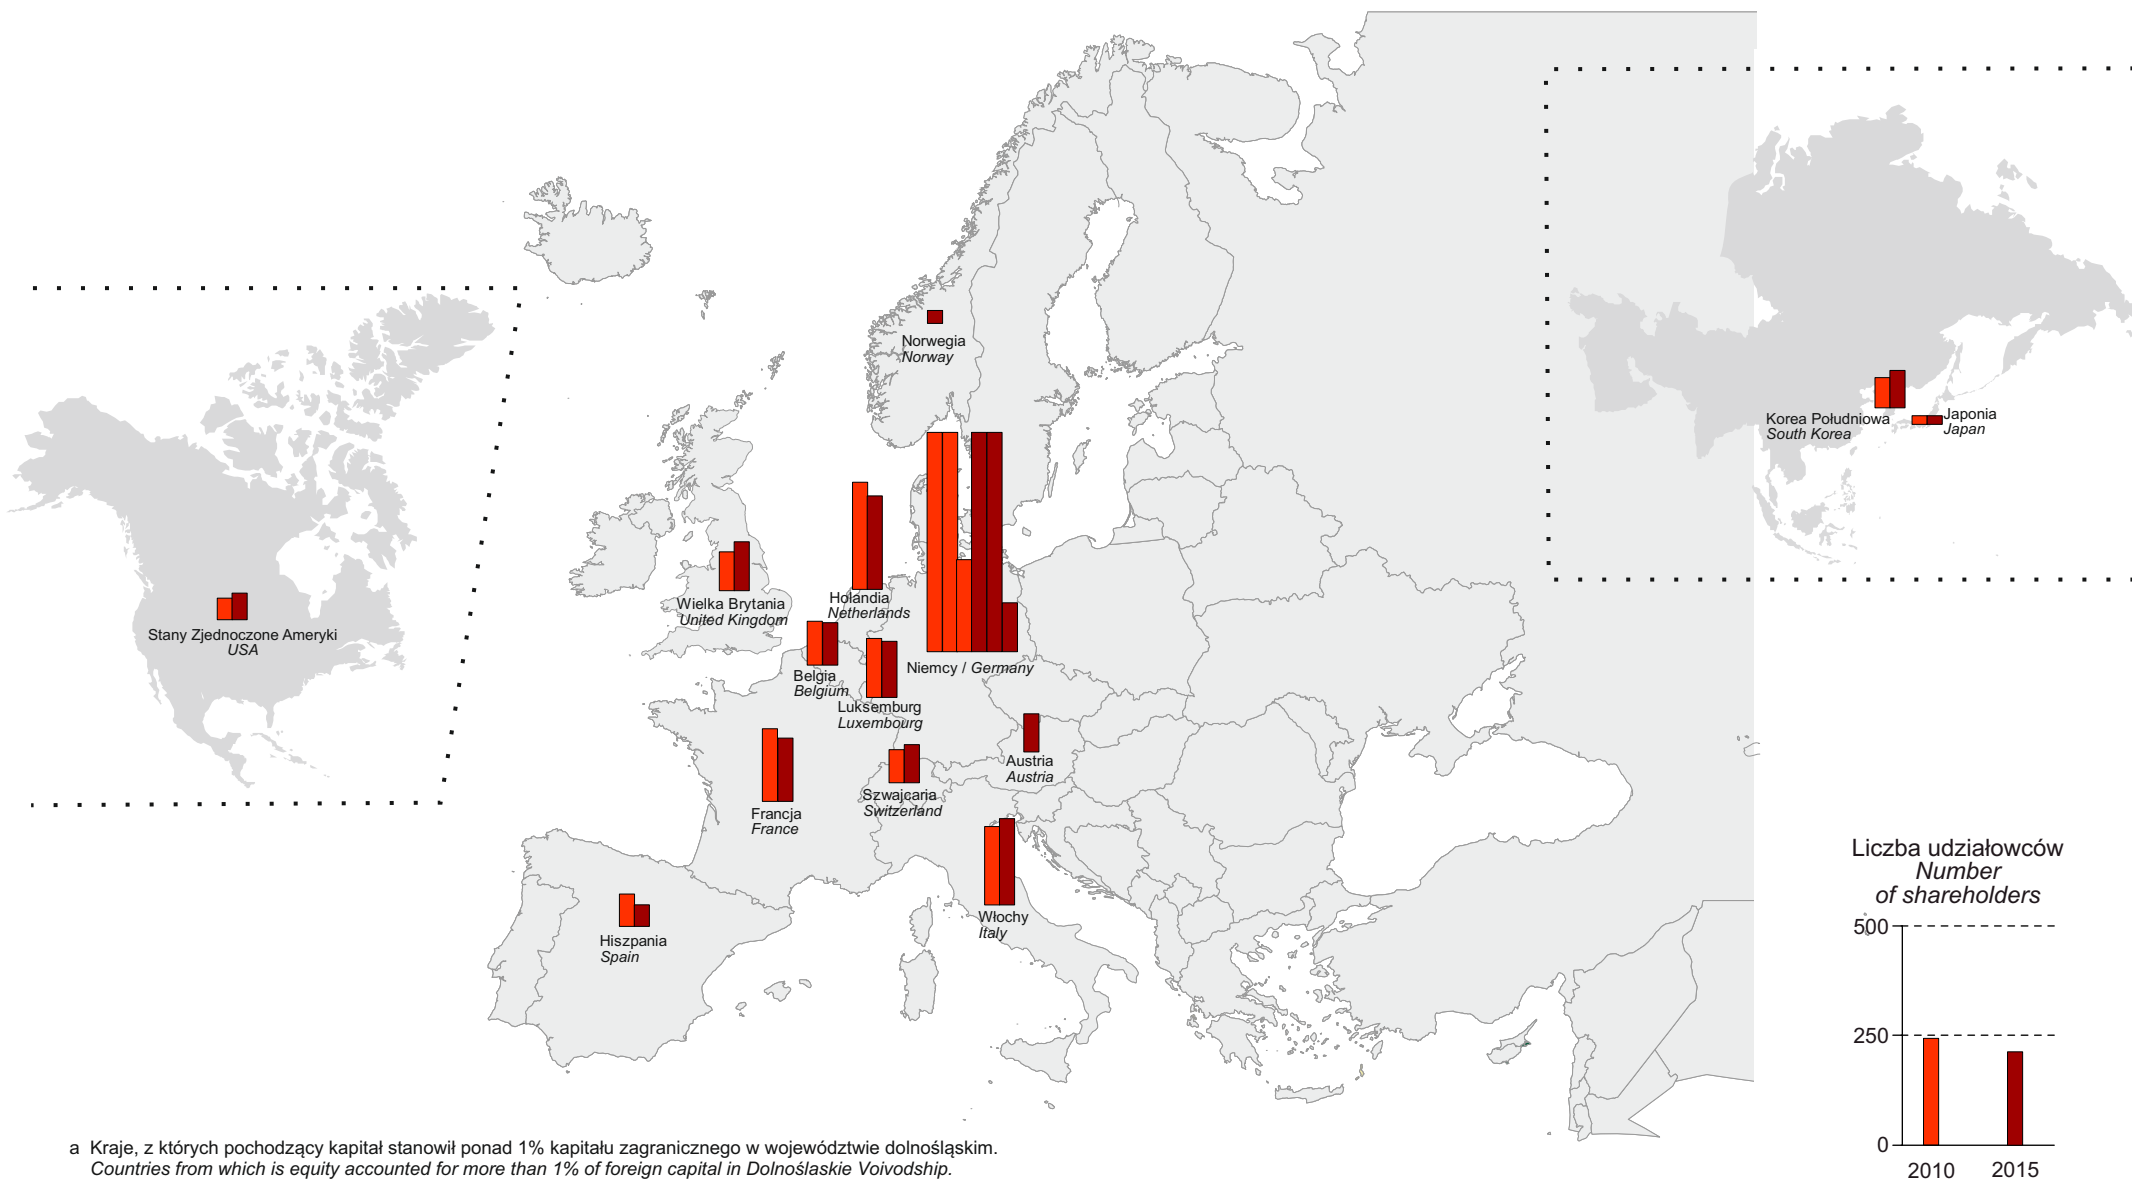 Norwegia
Norway
Korea Południowa
South Korea
Japonia
Japan
Stany Zjednoczone Ameryki
USA
Wielka Brytania
United Kingdom
Holandia
Netherlands
Belgia
Belgium
Luksemburg
Luxembourg
Niemcy / Germany
Francja
France
Szwajcaria
Switzerland
Austria
Austria
Włochy
Italy
Hiszpania
Spain
Liczba udziałowców
Number
of shareholders
500
250
0
2010
2015
a Kraje, z których pochodzący kapitał stanowił ponad 1% kapitału zagranicznego w województwie dolnośląskim.
Countries from which is equity accounted for more than 1% of foreign capital in Dolnoślaskie Voivodship.